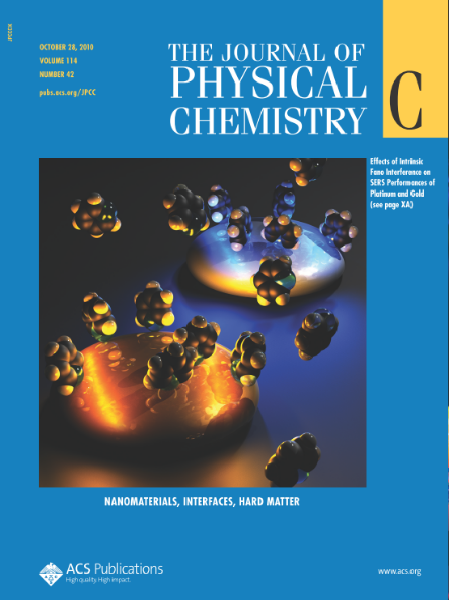 JPCCCK
OCTOBER 28, 2010
VOLUME 114
NUMBER 42
pubs.acs.org/JPCC
THE JOURNAL OF
PHYSICAL
CHEMISTRY
C
Effects of Intrinsic
Fano Interference on
SERS Performances of
Platinum and Gold
(see page XA)
NANOMATERIALS, INTERFACES, HARD MATTER
ACS Publications
High quality. High impact.
www.acs.org